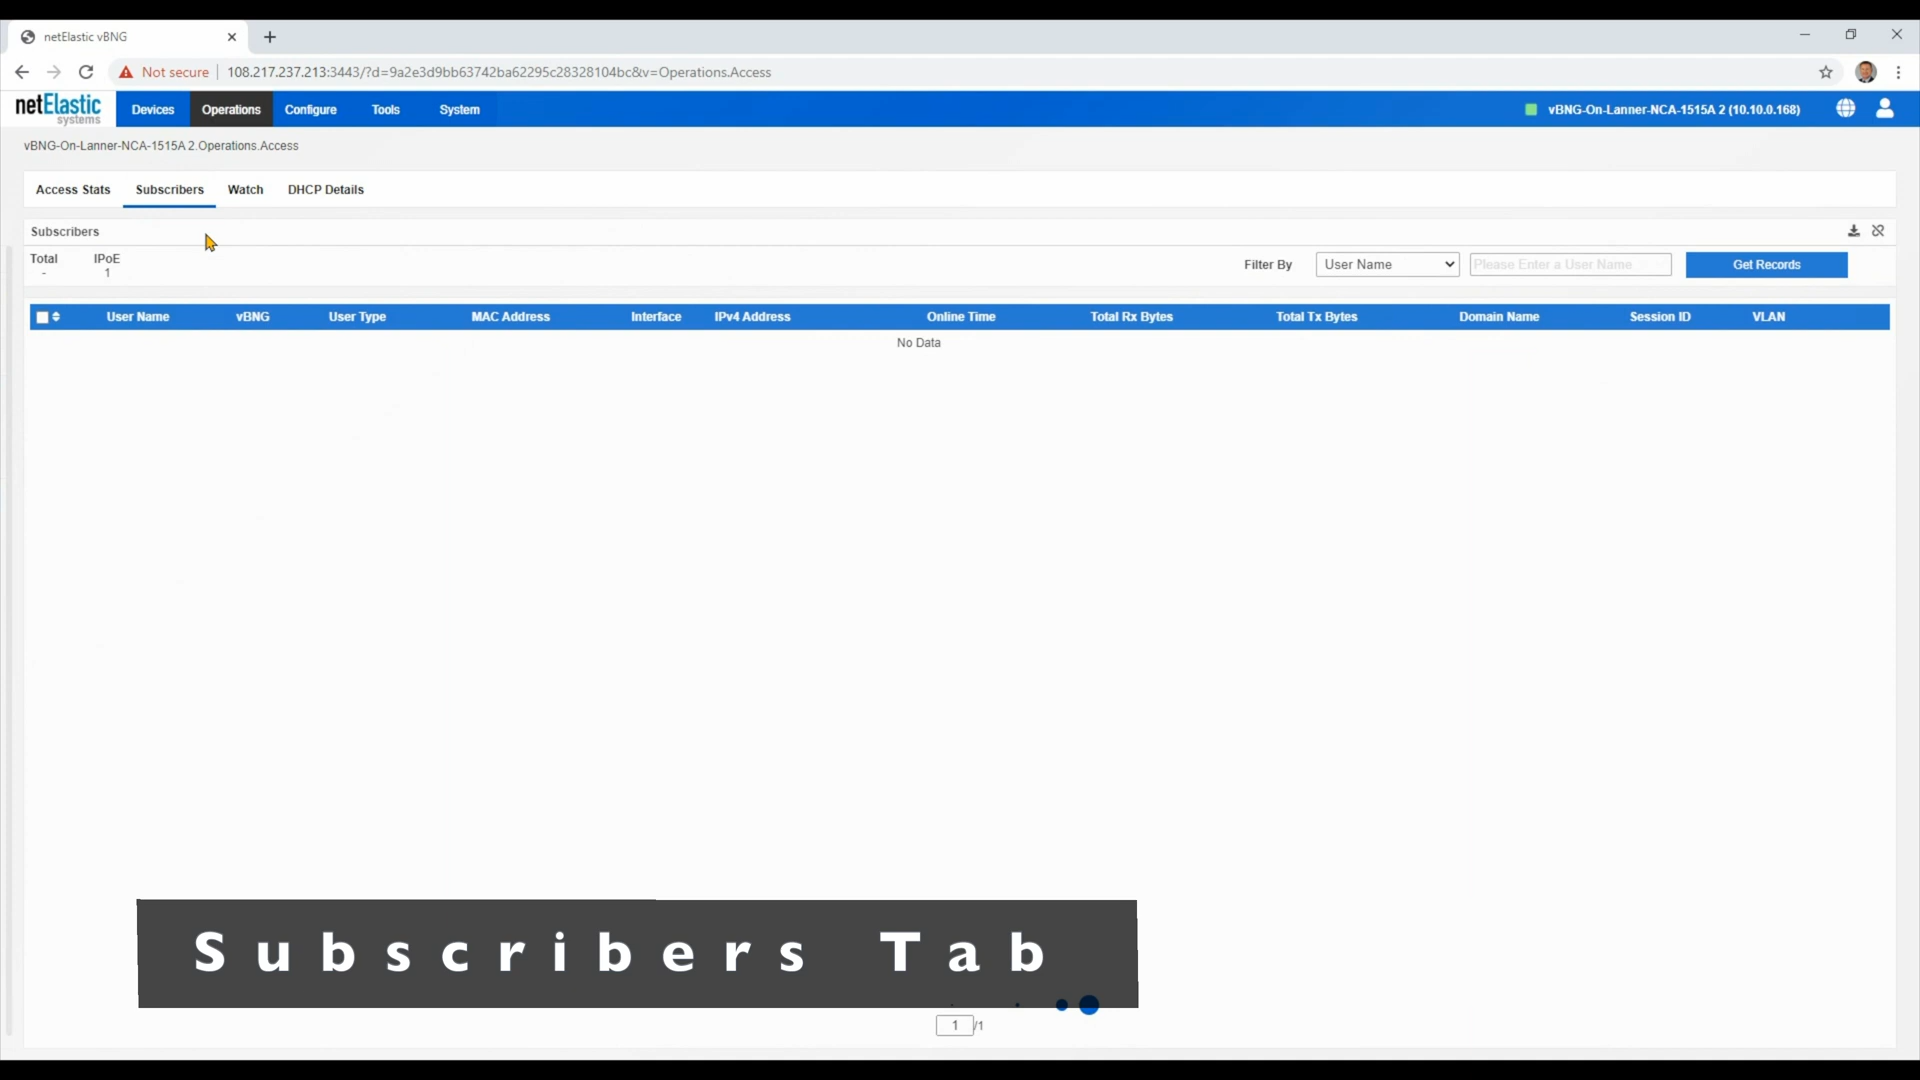 netElastic vBNG
Not secure 108.217.237.213:3443/?d=9a2e3d9bb63742ba62295c28328104bc&v=Operations.Access
netElastic systems Devices Operations Configure Tools System vBNG-On-Lanner-NCA-1515A 2 (10.10.0.168)
vBNG-On-Lanner-NCA-1515A 2.Operations.Access
Access Stats Subscribers Watch DHCP Details
Subscribers
Total IPoE
- 1
Filter By User Name Please Enter a User Name Get Records
User Name vBNG User Type MAC Address Interface IPv4 Address Online Time Total Rx Bytes Total Tx Bytes Domain Name Session ID VLAN
No Data
Subscribers Tab
1 /1